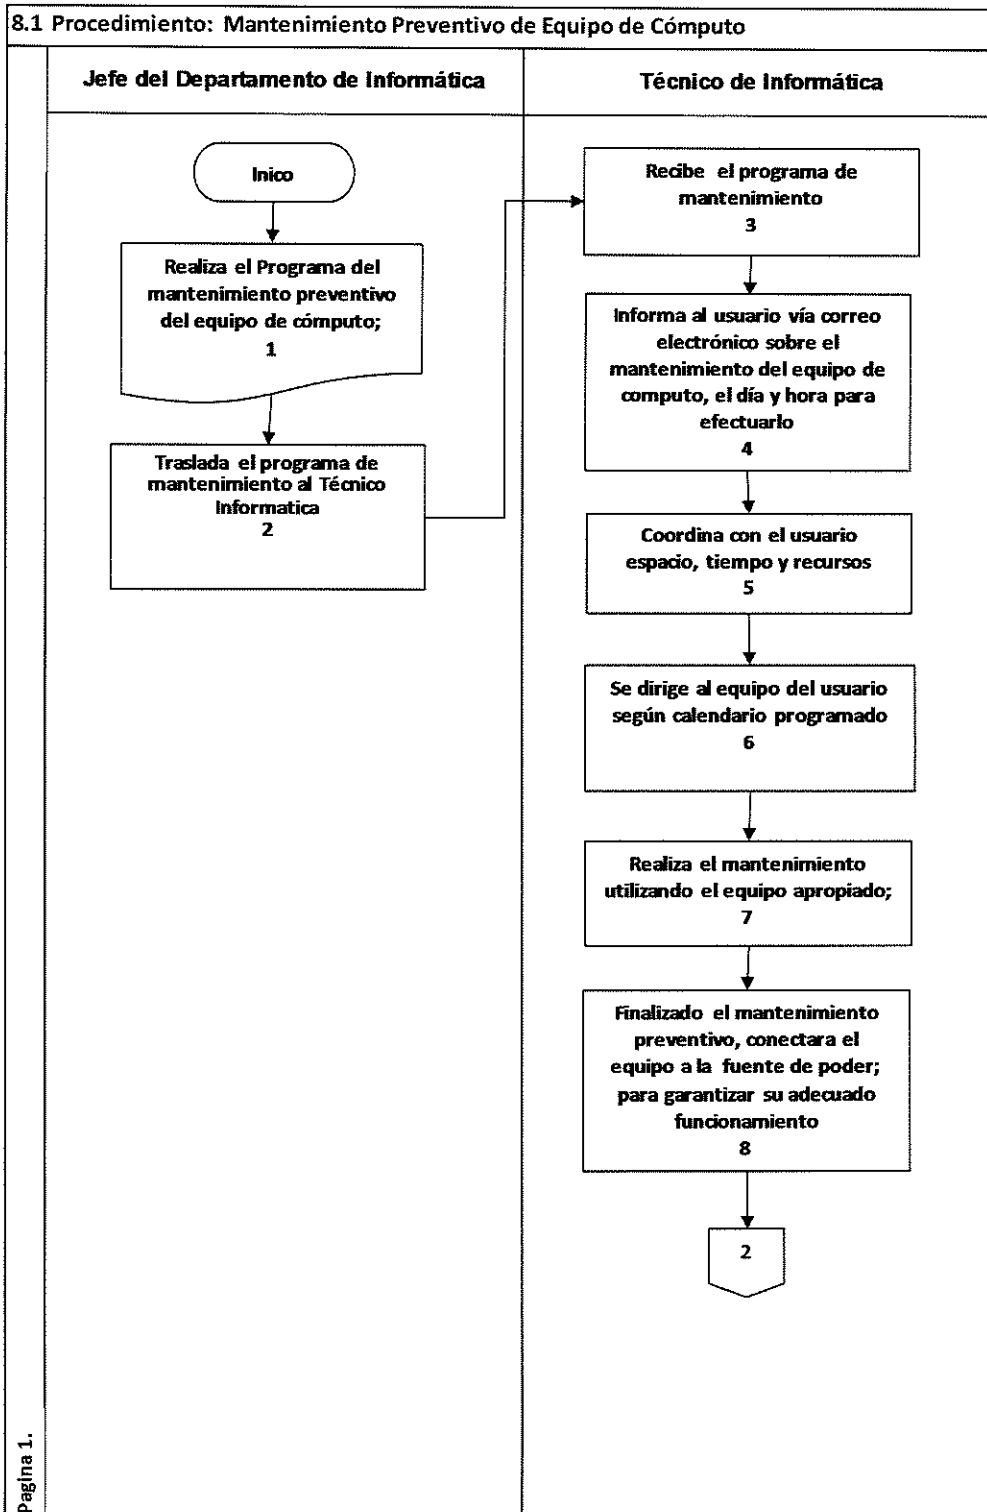 8.1 Procedimiento: Mantenimiento Preventivo de Equipo de Cómputo
Jefe del Departamento de Informática
Técnico de Informática
Inico
Realiza el Programa del
mantenimiento preventivo
del equipo de cómputo;
1
Traslada el programa de
mantenimiento al Técnico
Informatica
2
Recibe el programa de
mantenimiento
3
Informa al usuario vía correo
electrónico sobre el
mantenimiento del equipo de
computo, el día y hora para
efectuarlo
4
Coordina con el usuario
espacio, tiempo y recursos
5
Se dirige al equipo del usuario
según calendario programado
6
Realiza el mantenimiento
utilizando el equipo apropiado;
7
Finalizado el mantenimiento
preventivo, conectara el
equipo a la fuente de poder;
para garantizar su adecuado
funcionamiento
8
2
Pagina 1.